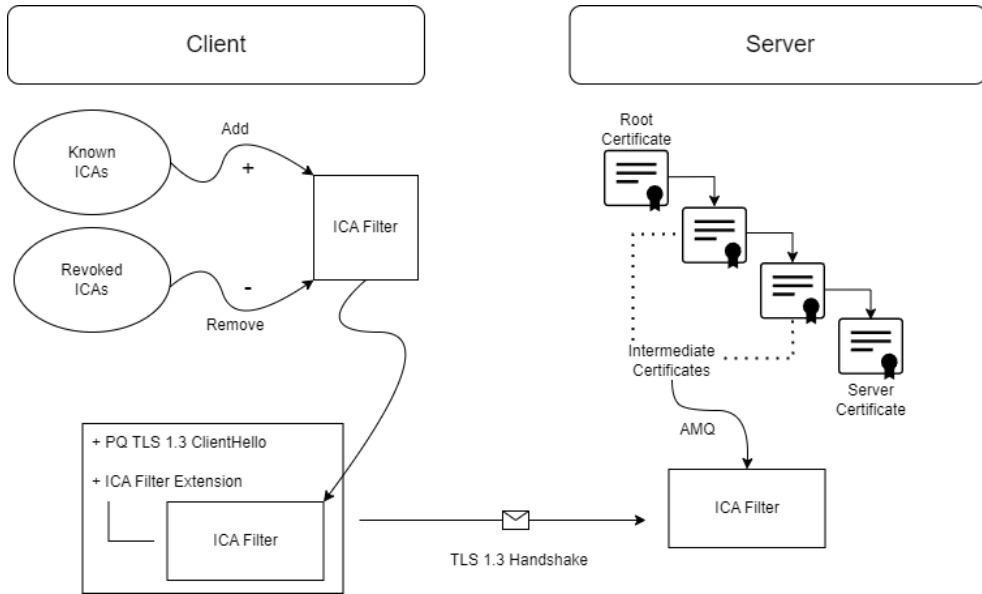 Client
Server
Add
+
Known
ICAs
ICA Filter
Revoked
ICAs
-
Remove
Root
Certificate
Intermediate
Certificates
Server
Certificate
AMQ
+ PQ TLS 1.3 ClientHello
+ ICA Filter Extension
ICA Filter
TLS 1.3 Handshake
ICA Filter